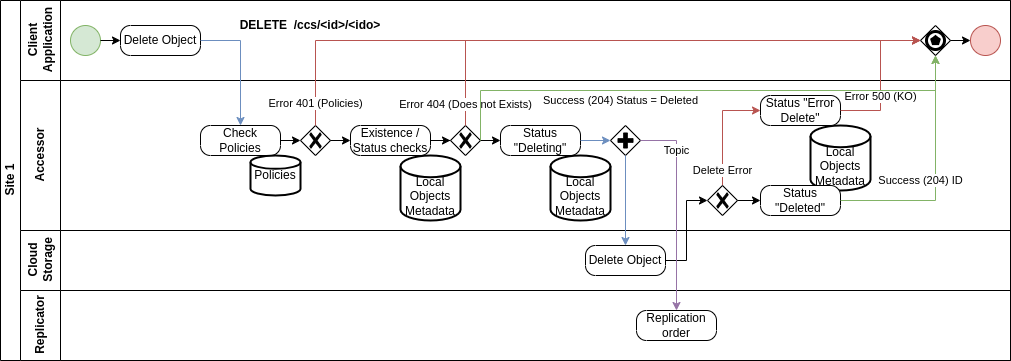 Site 1
Client
Application
DELETE  /ccs/<id>/<ido>
Delete Object
Accessor
Error 401 (Policies)
Error 404 (Does not Exists)
Success (204) Status = Deleted
Error 500 (KO)
Check
Policies
Policies
Existence /
Status checks
Local
Objects
Metadata
Status
"Deleting"
Local
Objects
Metadata
Topic
Status "Error
Delete"
Local
Objects
Metadata
Delete Error
Success (204) ID
Status
"Deleted"
Cloud
Storage
Delete Object
Replicator
Replication
order